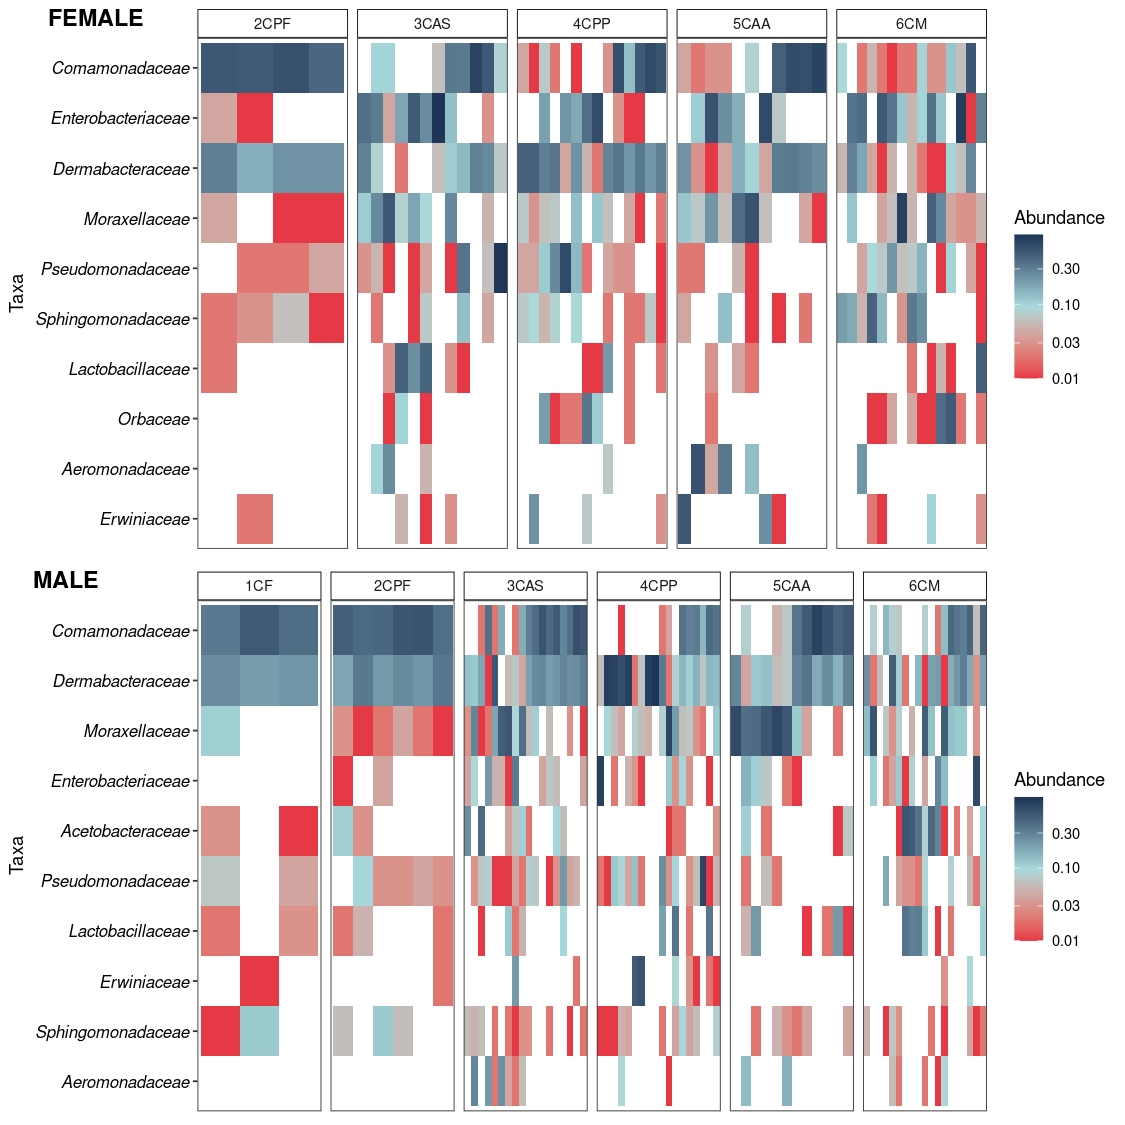 FEMALE
2CPF 3CAS 4CPP 5CAA 6CM
Comamonadaceae
Enterobacteriaceae
Dermabacteraceae
Moraxellaceae
Pseudomonadaceae
Sphingomonadaceae
Lactobacillaceae
Orbaceae
Aeromonadaceae
Erwiniaceae
Taxa
Abundance
0.30
0.10
0.03
0.01
MALE
1CF 2CPF 3CAS 4CPP 5CAA 6CM
Comamonadaceae
Dermabacteraceae
Moraxellaceae
Enterobacteriaceae
Acetobacteraceae
Pseudomonadaceae
Lactobacillaceae
Erwiniaceae
Sphingomonadaceae
Aeromonadaceae
Taxa
Abundance
0.30
0.10
0.03
0.01